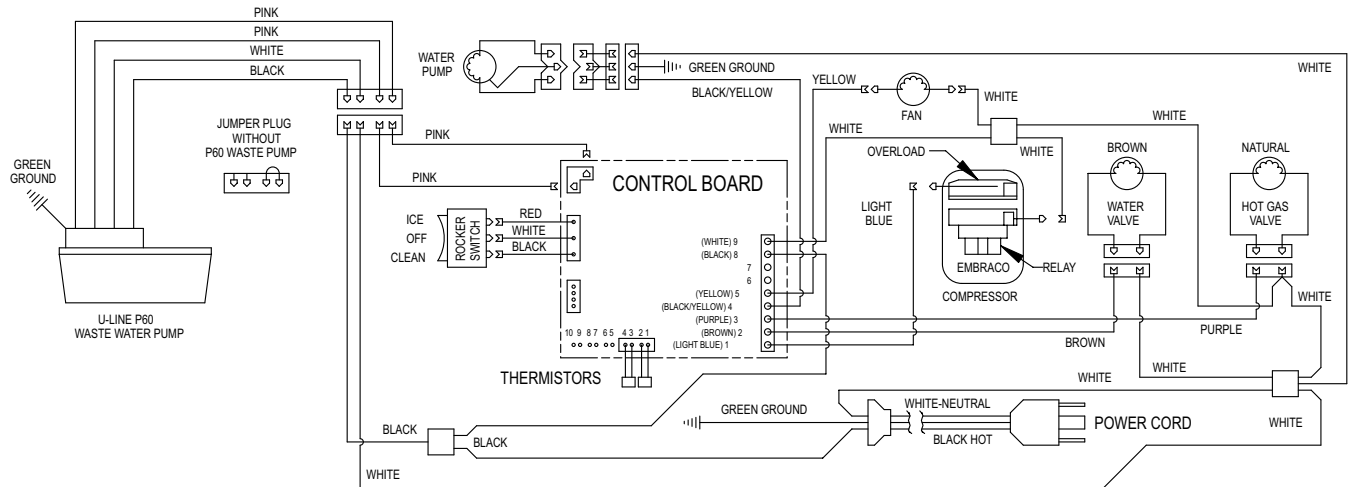 PINK
PINK
WHITE
BLACK
JUMPER PLUG
WITHOUT
P60 WASTE PUMP
GREEN
GROUND
U-LINE P60
WASTE WATER PUMP
WATER
PUMP
GREEN GROUND
BLACK/YELLOW
WHITE
YELLOW
FAN
WHITE
WHITE
WHITE
WHITE
PINK
PINK
CONTROL BOARD
ICE
OFF
CLEAN
ROCKER
SWITCH
RED
WHITE
BLACK
OVERLOAD
LIGHT
BLUE
EMBRACO
RELAY
COMPRESSOR
BROWN
WATER
VALVE
NATURAL
HOT GAS
VALVE
(WHITE) 9
(BLACK) 8
7
6
(YELLOW) 5
(BLACK/YELLOW) 4
(PURPLE) 3
(BROWN) 2
(LIGHT BLUE) 1
10 9 8 7 6 5 4 3 2 1
THERMISTORS
WHITE
PURPLE
BROWN
WHITE
WHITE
WHITE
GREEN GROUND
WHITE-NEUTRAL
BLACK HOT
POWER CORD
BLACK
BLACK
WHITE